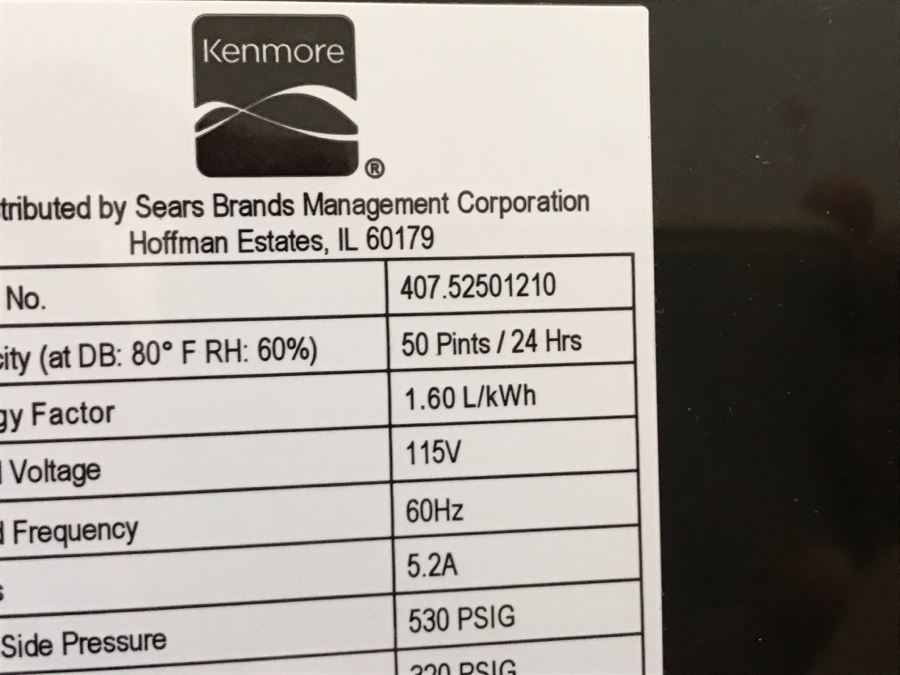 Kenmore
®
tributed by Sears Brands Management Corporation
Hoffman Estates, IL 60179
No. 407.52501210
city (at DB: 80° F RH: 60%) 50 Pints / 24 Hrs
gy Factor 1.60 L/kWh
Voltage 115V
d Frequency 60Hz
s 5.2A
Side Pressure 530 PSIG
320 PSIG